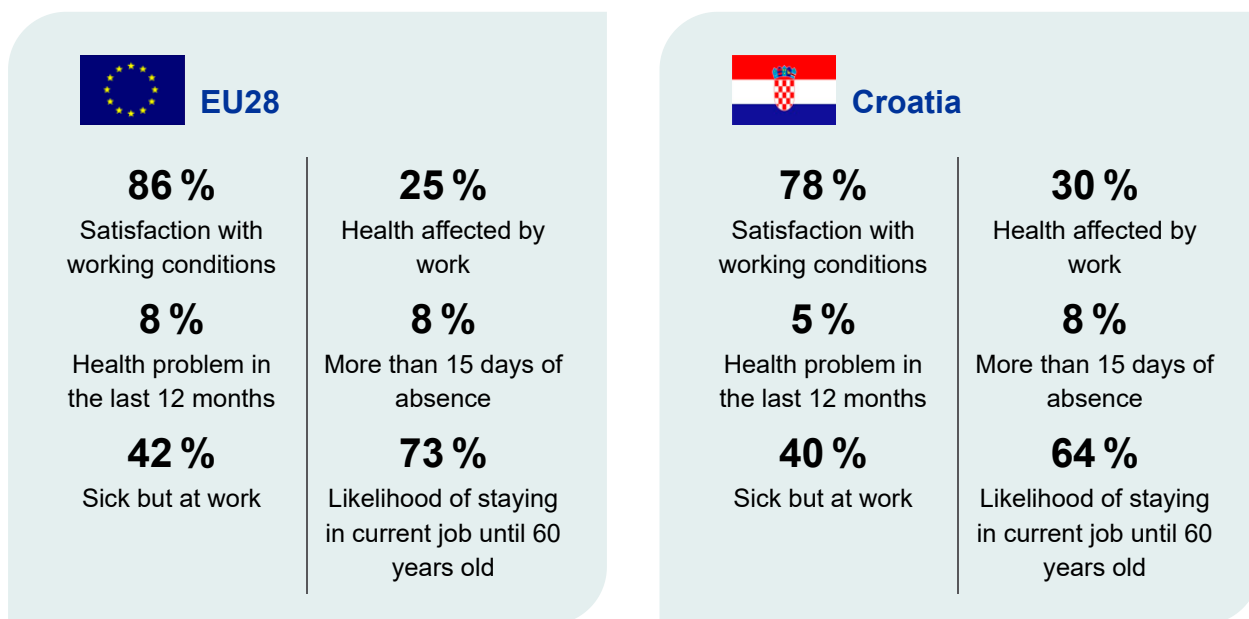 EU28
86 %
Satisfaction with
working conditions
8 %
Health problem in
the last 12 months
42 %
Sick but at work
25 %
Health affected by
work
8 %
More than 15 days of
absence
73 %
Likelihood of staying
in current job until 60
years old
Croatia
78 %
Satisfaction with
working conditions
5 %
Health problem in
the last 12 months
40 %
Sick but at work
30 %
Health affected by
work
8 %
More than 15 days of
absence
64 %
Likelihood of staying
in current job until 60
years old